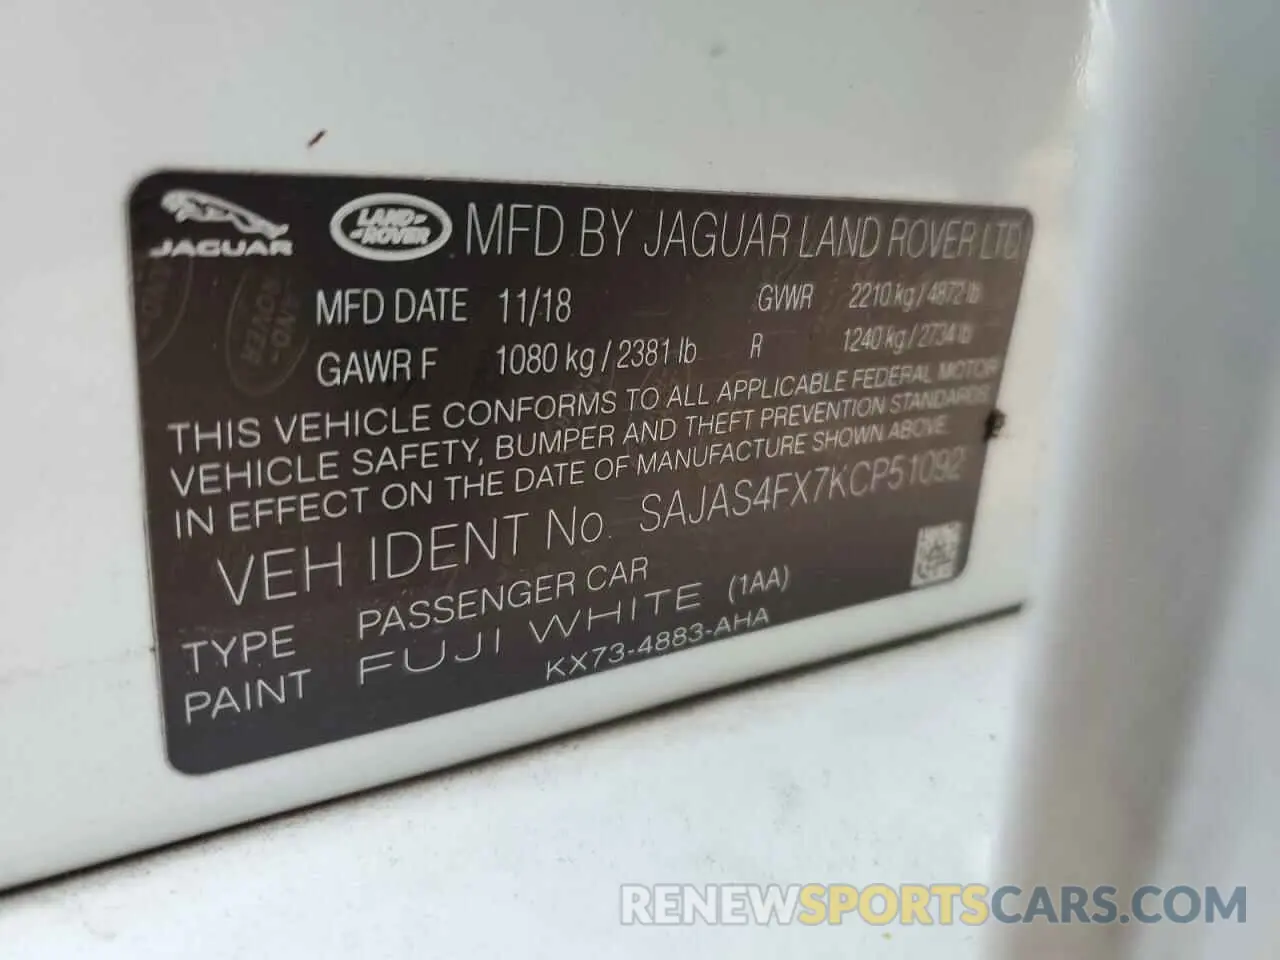 JAGUAR
LAND-
-ROVER
MFD BY JAGUAR LAND ROVER LTD
MFD DATE 11/18 GVWR 2210 kg / 4872 lb
GAWR F 1080 kg / 2381 lb R 1240 kg / 2734 lb
THIS VEHICLE CONFORMS TO ALL APPLICABLE FEDERAL MOTOR
VEHICLE SAFETY, BUMPER AND THEFT PREVENTION STANDARDS
IN EFFECT ON THE DATE OF MANUFACTURE SHOWN ABOVE.
VEH IDENT No. SAJAS4FX7KCP51092
TYPE PASSENGER CAR
PAINT FUJI WHITE (1AA)
KX73-4883-AHA
RENEWSPORTSCARS.COM